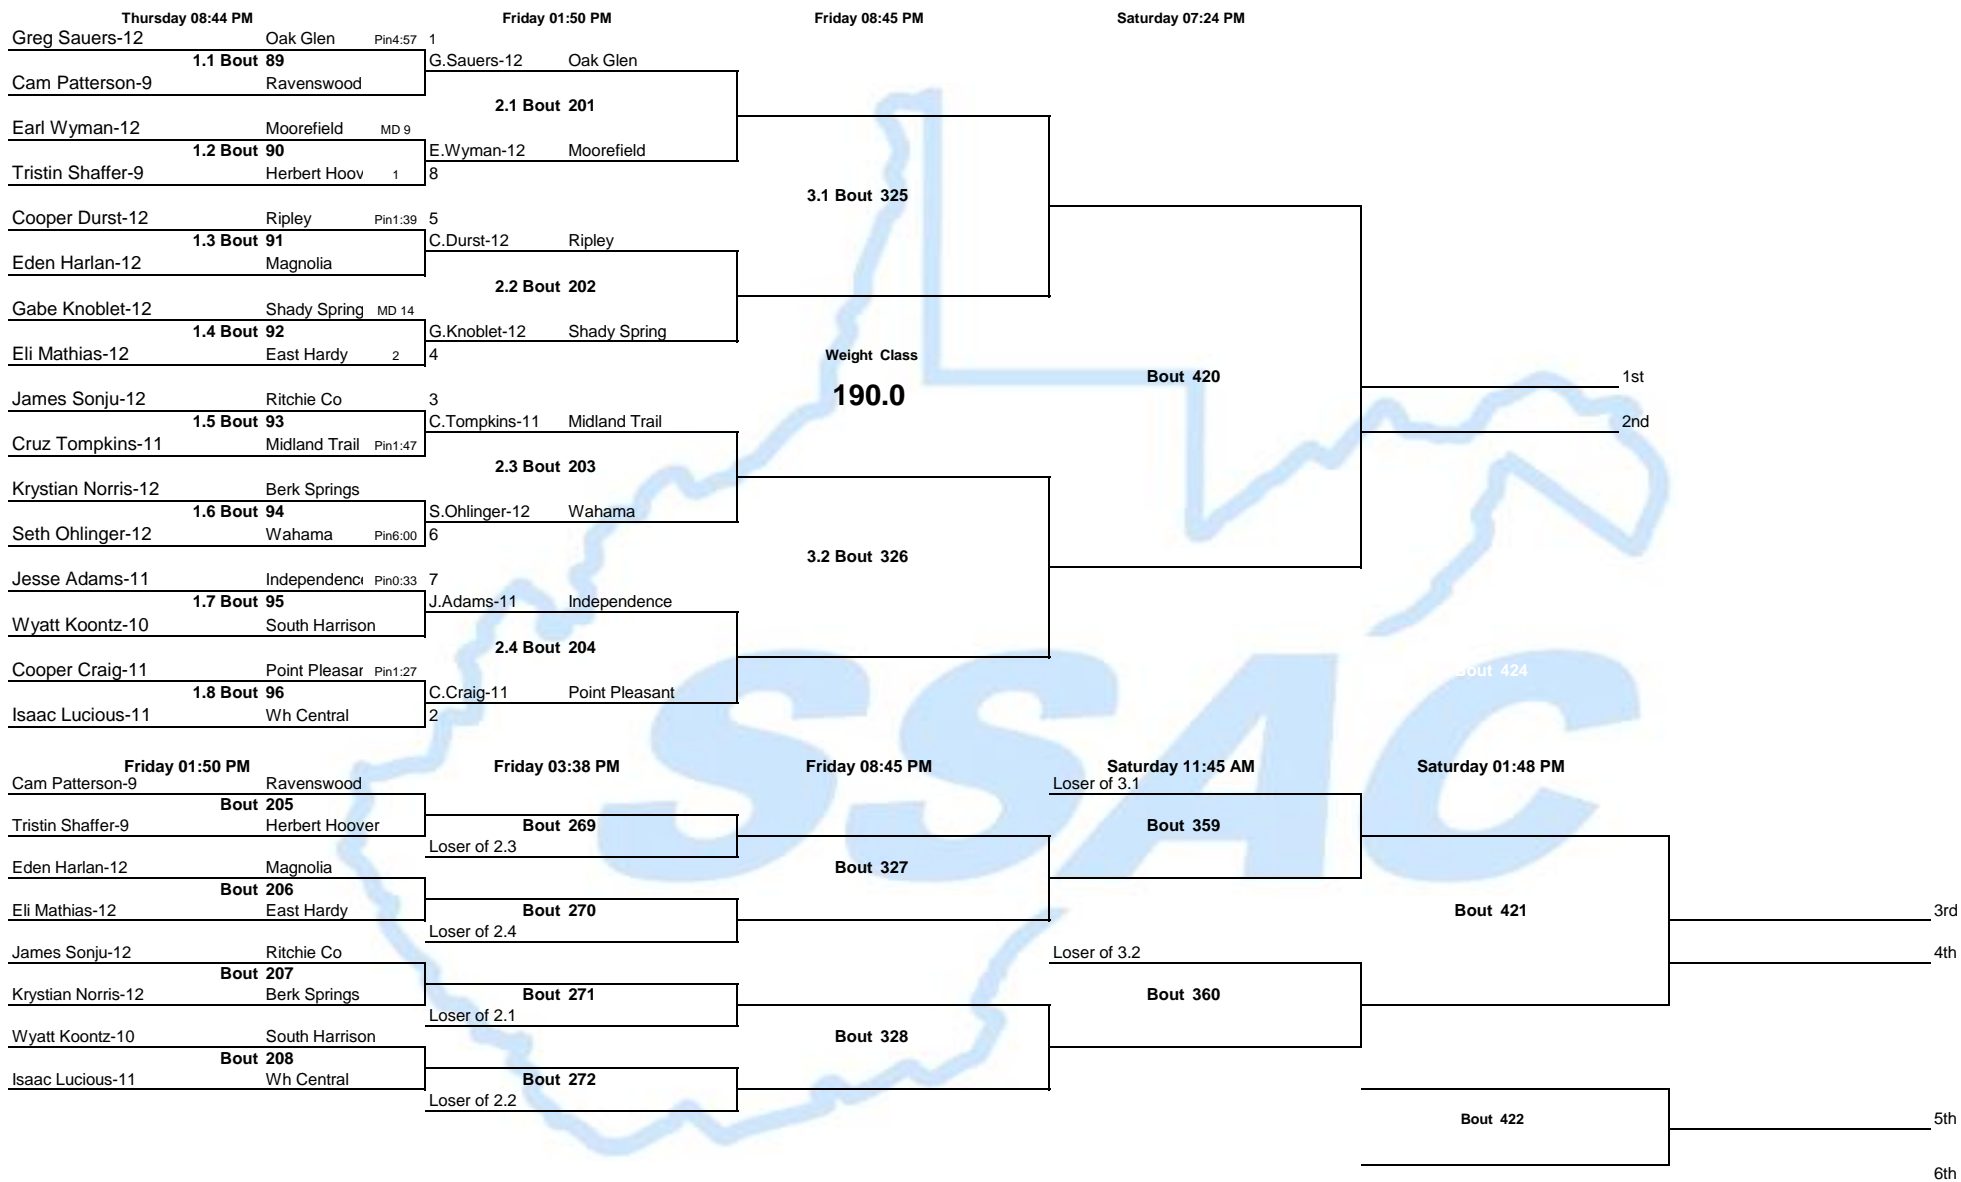 Thursday 08:44 PM Friday 01:50 PM Friday 08:45 PM Saturday 07:24 PM
Greg Sauers-12 Oak Glen Pin4:57 1
1.1 Bout 89 G.Sauers-12 Oak Glen
Cam Patterson-9 Ravenswood
2.1 Bout 201
Earl Wyman-12 Moorefield MD 9
1.2 Bout 90 E.Wyman-12 Moorefield
Tristin Shaffer-9 Herbert Hoov 1 8
3.1 Bout 325
Cooper Durst-12 Ripley Pin1:39 5
1.3 Bout 91 C.Durst-12 Ripley
Eden Harlan-12 Magnolia
2.2 Bout 202
Gabe Knoblet-12 Shady Spring MD 14
1.4 Bout 92 G.Knoblet-12 Shady Spring
Eli Mathias-12 East Hardy 2 4 Weight Class
Bout 420 1st
James Sonju-12 Ritchie Co 3 190.0
1.5 Bout 93 C.Tompkins-11 Midland Trail 2nd
Cruz Tompkins-11 Midland Trail Pin1:47
2.3 Bout 203
Krystian Norris-12 Berk Springs
1.6 Bout 94 S.Ohlinger-12 Wahama
Seth Ohlinger-12 Wahama Pin6:00 6
3.2 Bout 326
Jesse Adams-11 Independenc Pin0:33 7
1.7 Bout 95 J.Adams-11 Independence
Wyatt Koontz-10 South Harrison
2.4 Bout 204
Cooper Craig-11 Point Pleasar Pin1:27 Bout 424
1.8 Bout 96 C.Craig-11 Point Pleasant
Isaac Lucious-11 Wh Central 2
SSAC
Friday 01:50 PM Friday 03:38 PM Friday 08:45 PM Saturday 11:45 AM Saturday 01:48 PM
Cam Patterson-9 Ravenswood Loser of 3.1
Bout 205
Tristin Shaffer-9 Herbert Hoover Bout 269 Bout 359
Loser of 2.3
Eden Harlan-12 Magnolia Bout 327
Bout 206
Eli Mathias-12 East Hardy Bout 270 Bout 421 3rd
Loser of 2.4
James Sonju-12 Ritchie Co Loser of 3.2 4th
Bout 207
Krystian Norris-12 Berk Springs Bout 271 Bout 360
Loser of 2.1
Wyatt Koontz-10 South Harrison Bout 328
Bout 208
Isaac Lucious-11 Wh Central Bout 272
Loser of 2.2
Bout 422 5th
6th